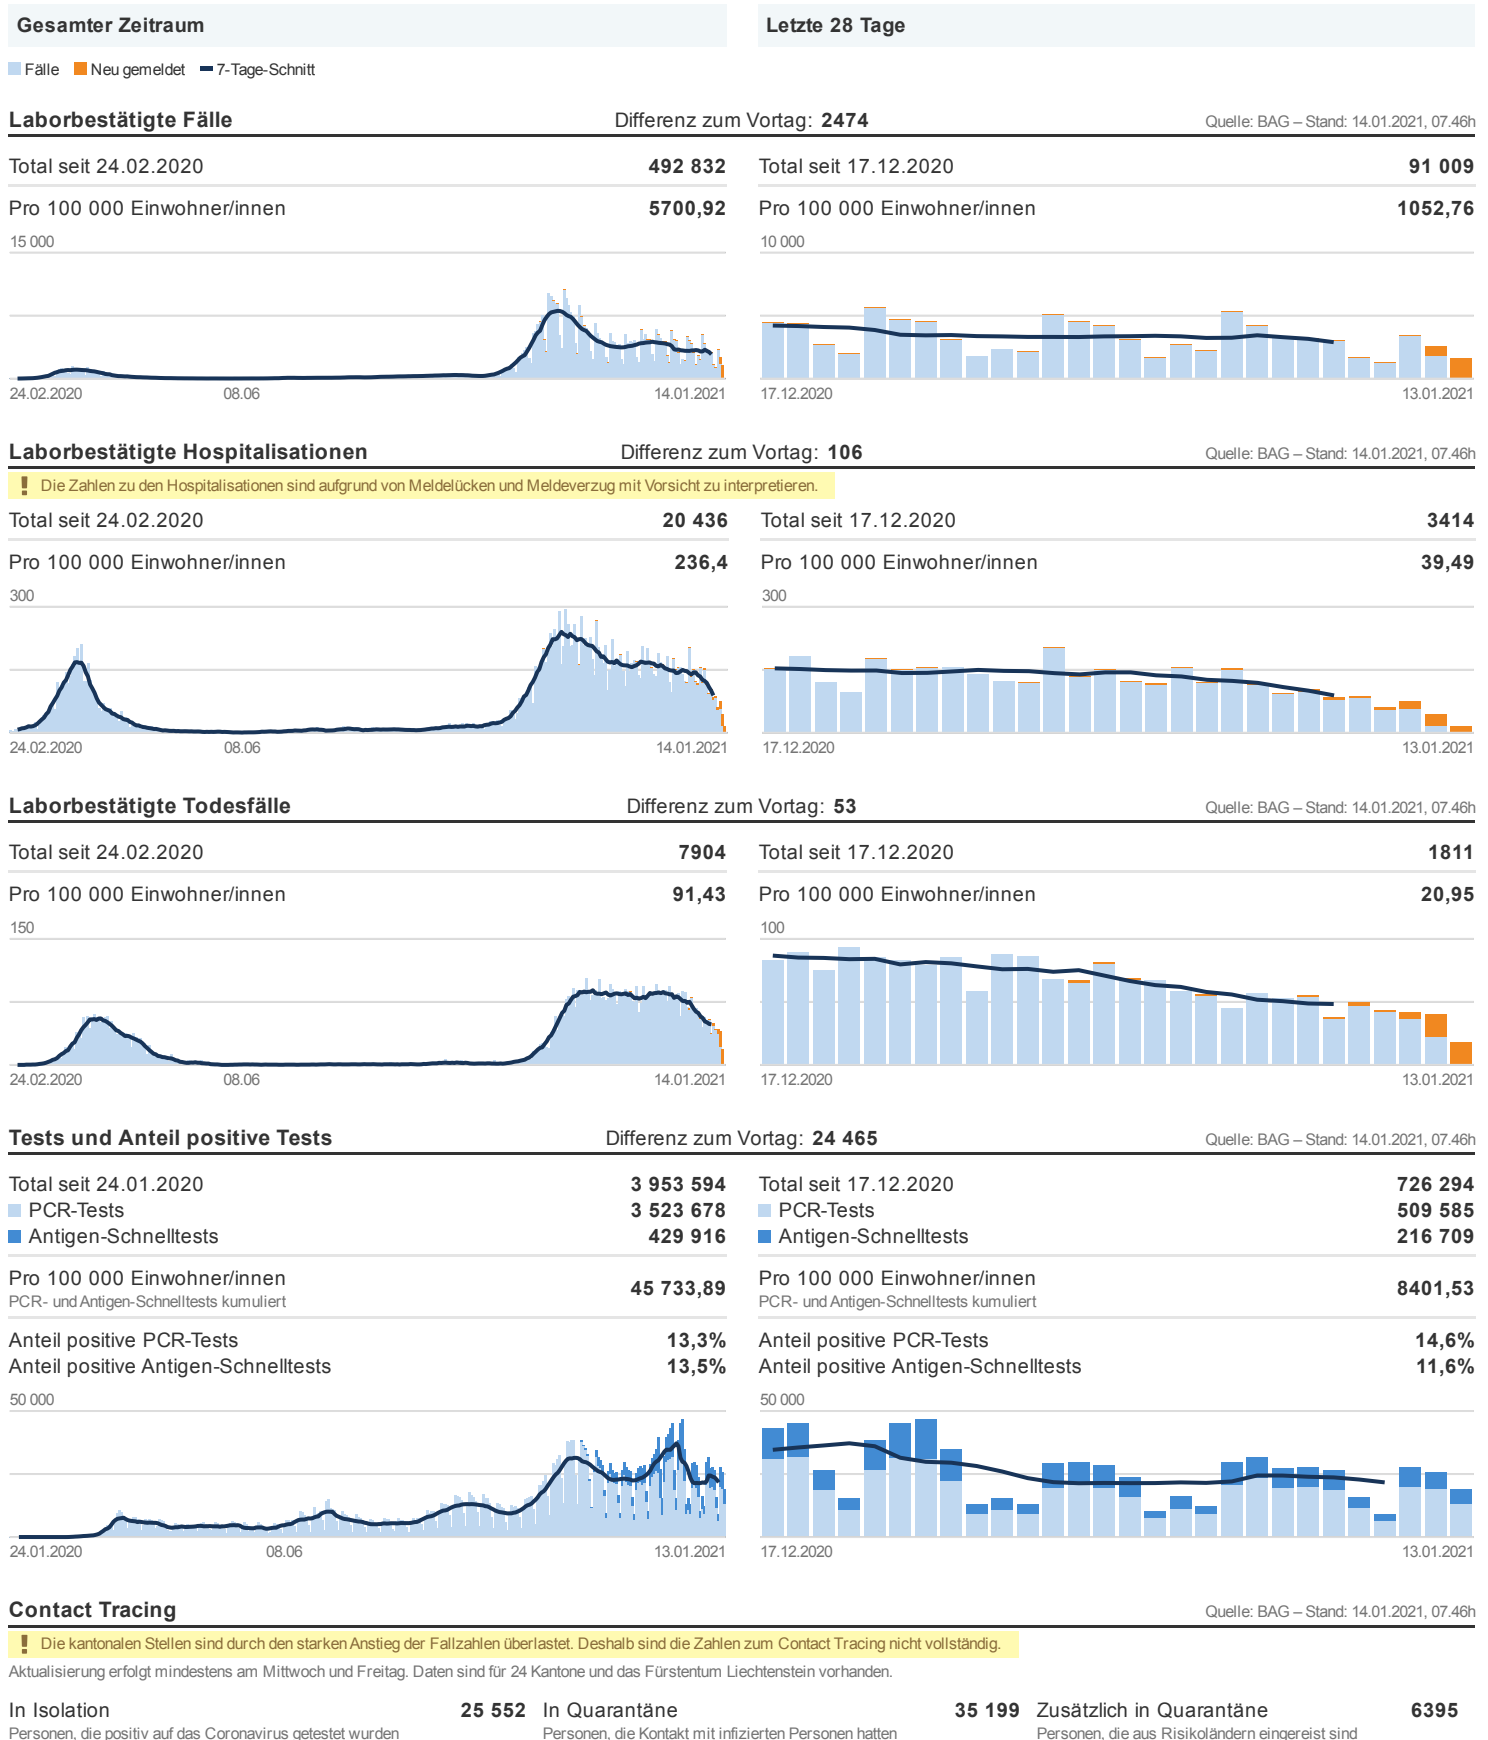 Gesamter Zeitraum
Letzte 28 Tage
Fälle Neu gemeldet 7-Tage-Schnitt
Laborbestätigte Fälle Differenz zum Vortag: 2474 Quelle: BAG – Stand: 14.01.2021, 07.46h
Total seit 24.02.2020 492 832 Total seit 17.12.2020 91 009
Pro 100 000 Einwohner/innen 5700,92 Pro 100 000 Einwohner/innen 1052,76
15 000 10 000
24.02.2020 08.06 14.01.2021 17.12.2020 13.01.2021
Laborbestätigte Hospitalisationen Differenz zum Vortag: 106 Quelle: BAG – Stand: 14.01.2021, 07.46h
! Die Zahlen zu den Hospitalisationen sind aufgrund von Meldelücken und Meldeverzug mit Vorsicht zu interpretieren.
Total seit 24.02.2020 20 436 Total seit 17.12.2020 3414
Pro 100 000 Einwohner/innen 236,4 Pro 100 000 Einwohner/innen 39,49
300 300
24.02.2020 08.06 14.01.2021 17.12.2020 13.01.2021
Laborbestätigte Todesfälle Differenz zum Vortag: 53 Quelle: BAG – Stand: 14.01.2021, 07.46h
Total seit 24.02.2020 7904 Total seit 17.12.2020 1811
Pro 100 000 Einwohner/innen 91,43 Pro 100 000 Einwohner/innen 20,95
150 100
24.02.2020 08.06 14.01.2021 17.12.2020 13.01.2021
Tests und Anteil positive Tests Differenz zum Vortag: 24 465 Quelle: BAG – Stand: 14.01.2021, 07.46h
Total seit 24.01.2020 3 953 594 Total seit 17.12.2020 726 294
PCR-Tests 3 523 678 PCR-Tests 509 585
Antigen-Schnelltests 429 916 Antigen-Schnelltests 216 709
Pro 100 000 Einwohner/innen 45 733,89 Pro 100 000 Einwohner/innen 8401,53
PCR- und Antigen-Schnelltests kumuliert PCR- und Antigen-Schnelltests kumuliert
Anteil positive PCR-Tests 13,3% Anteil positive PCR-Tests 14,6%
Anteil positive Antigen-Schnelltests 13,5% Anteil positive Antigen-Schnelltests 11,6%
50 000 50 000
24.01.2020 08.06 13.01.2021 17.12.2020 13.01.2021
Contact Tracing Quelle: BAG – Stand: 14.01.2021, 07.46h
! Die kantonalen Stellen sind durch den starken Anstieg der Fallzahlen überlastet. Deshalb sind die Zahlen zum Contact Tracing nicht vollständig.
Aktualisierung erfolgt mindestens am Mittwoch und Freitag. Daten sind für 24 Kantone und das Fürstentum Liechtenstein vorhanden.
In Isolation 25 552 In Quarantäne 35 199 Zusätzlich in Quarantäne 6395
Personen, die positiv auf das Coronavirus getestet wurden Personen, die Kontakt mit infizierten Personen hatten Personen, die aus Risikoländern eingereist sind